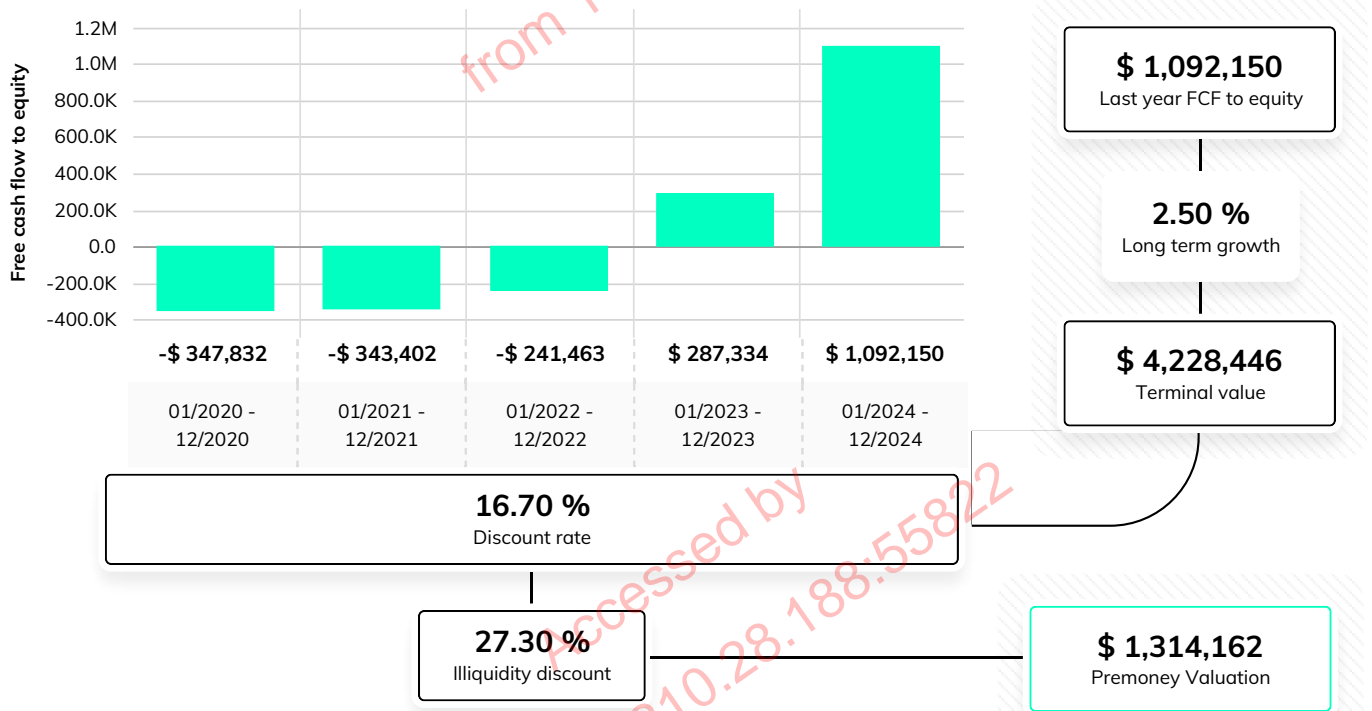 from
Free cash flow to equity
1.2M
1.0M
800.0K
600.0K
400.0K
200.0K
0.0
-200.0K
-400.0K
-$ 347,832
-$ 343,402
-$ 241,463
$ 287,334
$ 1,092,150
01/2020 -
12/2020
01/2021 -
12/2021
01/2022 -
12/2022
01/2023 -
12/2023
01/2024 -
12/2024
$ 1,092,150
Last year FCF to equity
2.50 %
Long term growth
$ 4,228,446
Terminal value
16.70 %
Discount rate
27.30 %
Illiquidity discount
$ 1,314,162
Premoney Valuation
Accessed by
210.28.188:55822